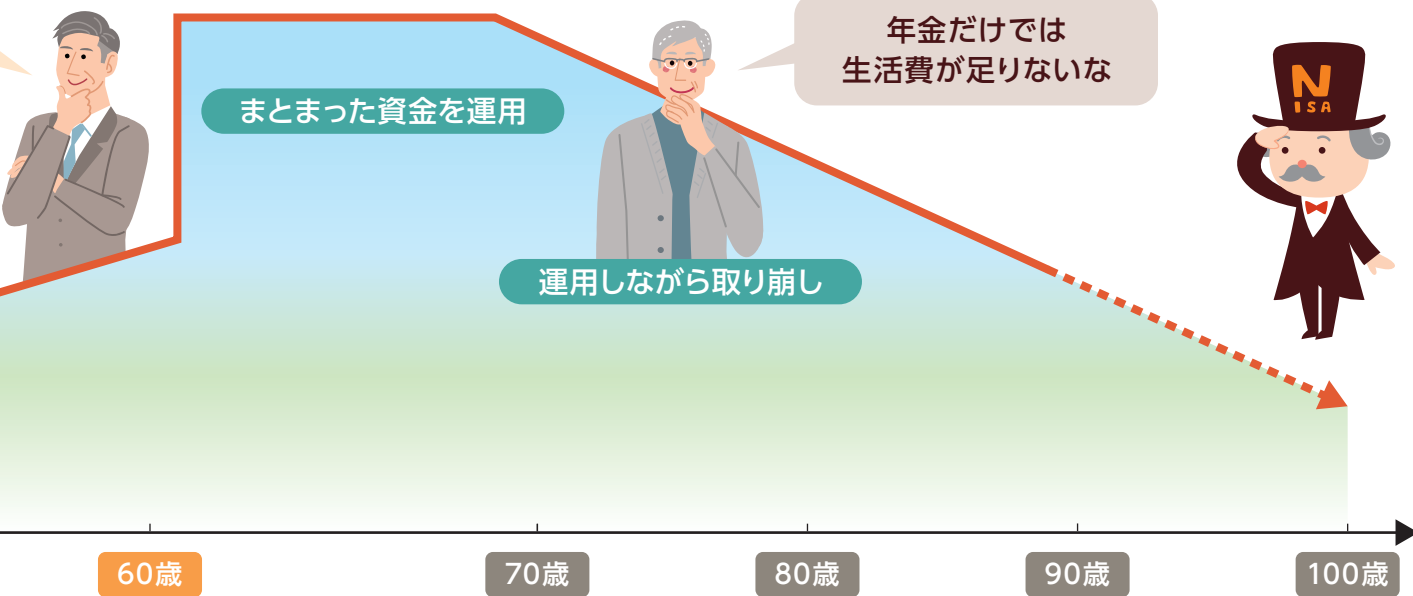 年金だけでは
生活費が足りないな
N
ISA
まとまった資金を運用
運用しながら取り崩し
60歳
70歳
80歳
90歳
100歳